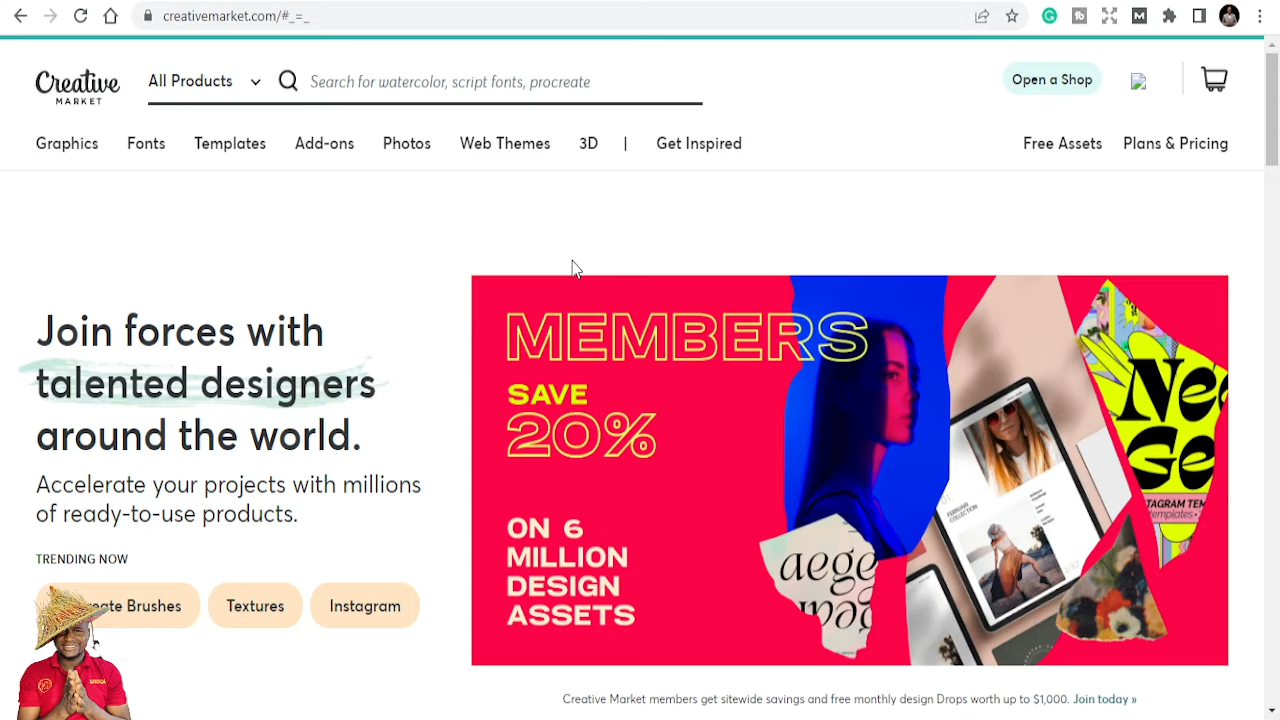 creativemarket.com/#_=_
Creative
MARKET
All Products
Search for watercolor, script fonts, procreate
Open a Shop
Graphics Fonts Templates Add-ons Photos Web Themes 3D | Get Inspired Free Assets Plans & Pricing
Join forces with
talented designers
around the world.
Accelerate your projects with millions
of ready-to-use products.
TRENDING NOW
Brushes Textures Instagram
MEMBERS
SAVE
20%
ON 6
MILLION
DESIGN
ASSETS
aege
Creative Market members get sitewide savings and free monthly design Drops worth up to $1,000. Join today »